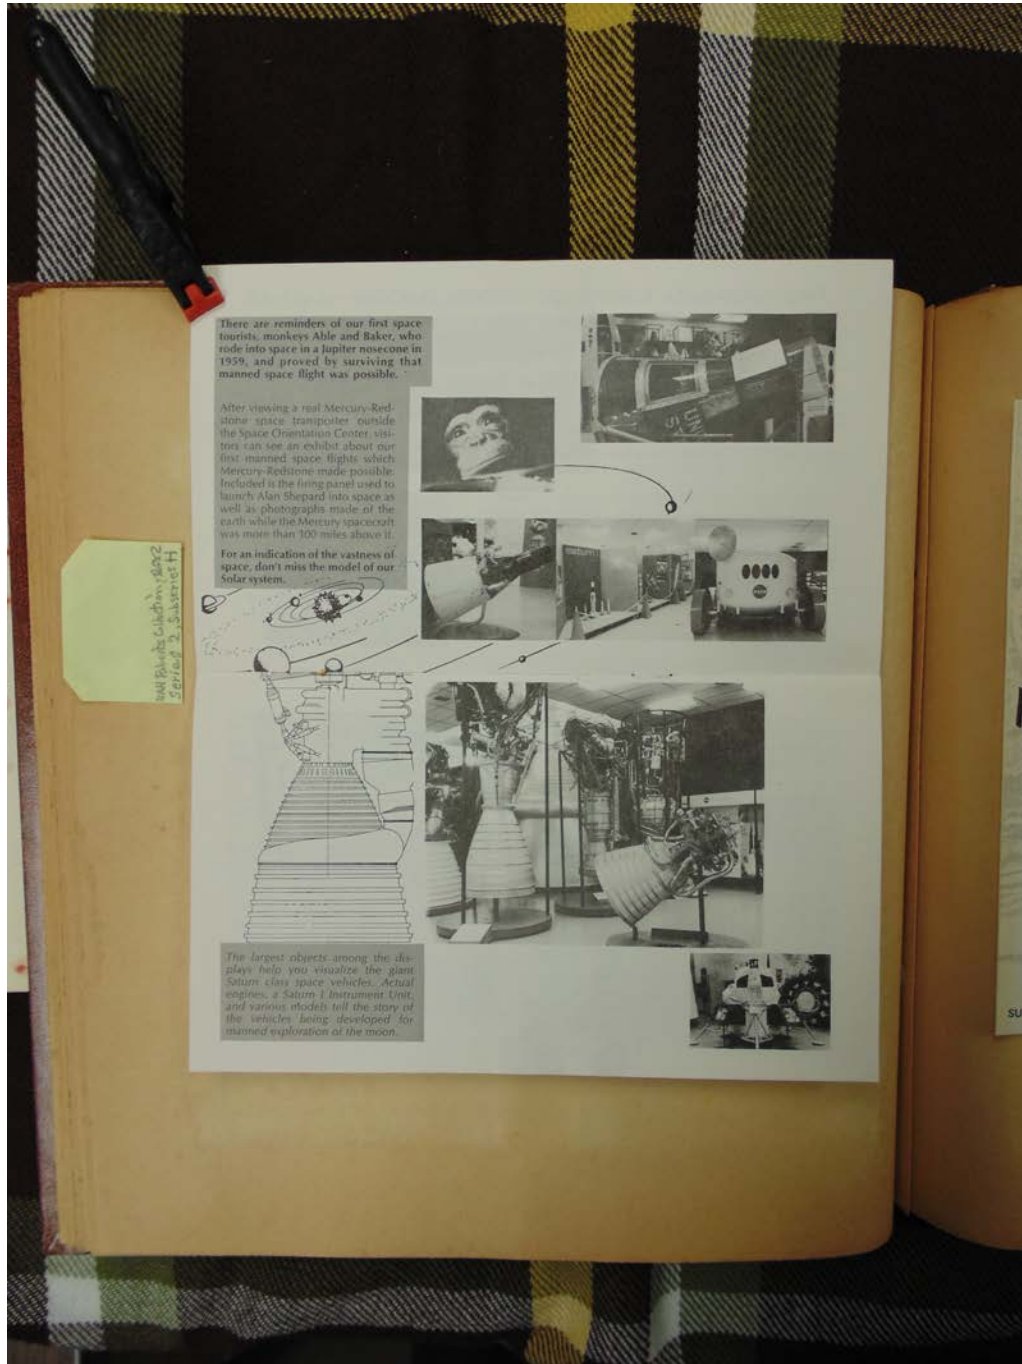 There are reminders of our first space
tourists, monkeys Able and Baker, who
rode into space in a Jupiter nosecone in
1959, and proved by surviving that
manned space flight was possible.
After viewing a real Mercury-Red-
stone space transporter outside
the Space Orientation Center, visi-
tors can see an exhibit about our
first manned space flights which
Mercury-Redstone made possible.
Included is the firing panel used to
launch Alan Shepard into space as
well as photographs made of the
earth while the Mercury spacecraft
was more than 100 miles above it.
For an indication of the vastness of
space, don't miss the model of our
Solar system.
The largest objects among the dis-
plays help you visualize the giant
Saturn class space vehicles. Actual
engines, a Saturn I Instrument Unit,
and various models tell the story of
the vehicles being developed for
manned exploration of the moon.
UAH Roberts Collection,
Series 2, Subseries H
UN
NASA
SU